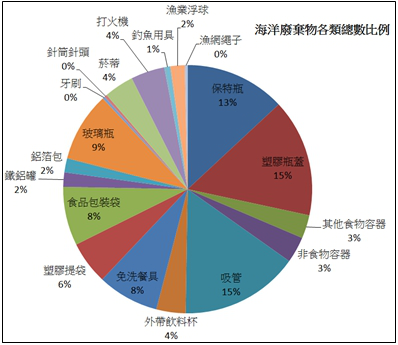 海洋廢棄物各類總數比例
保特瓶
13%
塑膠瓶蓋
15%
其他食物容器
3%
非食物容器
3%
吸管
15%
外帶飲料杯
4%
免洗餐具
8%
塑膠提袋
6%
食品包裝袋
8%
鐵鋁罐
2%
鋁箔包
2%
玻璃瓶
9%
牙刷
0%
針筒針頭
0%
菸蒂
4%
打火機
4%
釣魚用具
1%
漁業浮球
2%
漁網繩子
0%